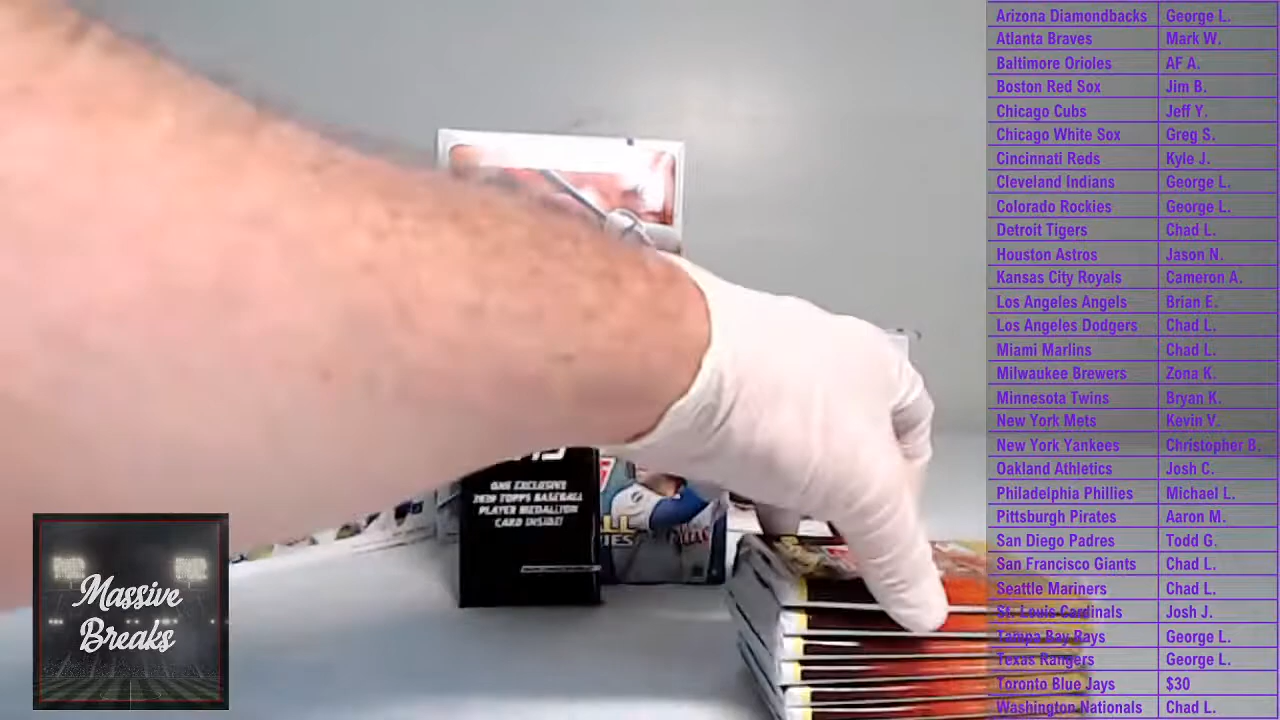 Arizona Diamondbacks George L.
Atlanta Braves Mark W.
Baltimore Orioles AF A.
Boston Red Sox Jim B.
Chicago Cubs Jeff Y.
Chicago White Sox Greg S.
Cincinnati Reds Kyle J.
Cleveland Indians George L.
Colorado Rockies George L.
Detroit Tigers Chad L.
Houston Astros Jason N.
Kansas City Royals Cameron A.
Los Angeles Angels Brian E.
Los Angeles Dodgers Chad L.
Miami Marlins Chad L.
Milwaukee Brewers Zona K.
Minnesota Twins Bryan K.
New York Mets Kevin V.
New York Yankees Christopher B.
Oakland Athletics Josh C.
Philadelphia Phillies Michael L.
Pittsburgh Pirates Aaron M.
San Diego Padres Todd G.
San Francisco Giants Chad L.
Seattle Mariners Chad L.
St. Louis Cardinals Josh J.
Tampa Bay Rays George L.
Texas Rangers George L.
Toronto Blue Jays $30
Washington Nationals Chad L.
ONE EXCLUSIVE
TOPPS BASEBALL
PLAYER MEDALLION
CARD INSIDE!
Massive
Breaks